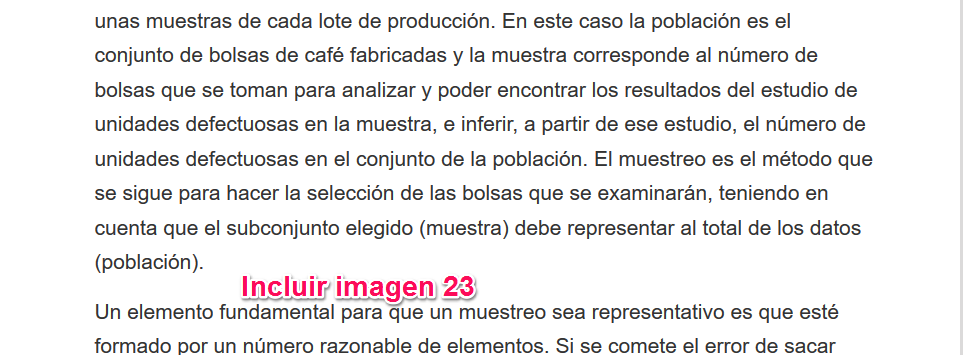 unas muestras de cada lote de producción. En este caso la población es el
conjunto de bolsas de café fabricadas y la muestra corresponde al número de
bolsas que se toman para analizar y poder encontrar los resultados del estudio de
unidades defectuosas en la muestra, e inferir, a partir de ese estudio, el número de
unidades defectuosas en el conjunto de la población. El muestreo es el método que
se sigue para hacer la selección de las bolsas que se examinarán, teniendo en
cuenta que el subconjunto elegido (muestra) debe representar al total de los datos
(población).
Incluir imagen 23
Un elemento fundamental para que un muestreo sea representativo es que esté
formado por un número razonable de elementos. Si se comete el error de sacar